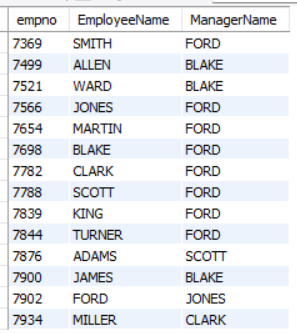 empno EmployeeName ManagerName
7369 SMITH FORD
7499 ALLEN BLAKE
7521 WARD BLAKE
7566 JONES FORD
7654 MARTIN FORD
7698 BLAKE FORD
7782 CLARK FORD
7788 SCOTT FORD
7839 KING FORD
7844 TURNER FORD
7876 ADAMS SCOTT
7900 JAMES BLAKE
7902 FORD JONES
7934 MILLER CLARK